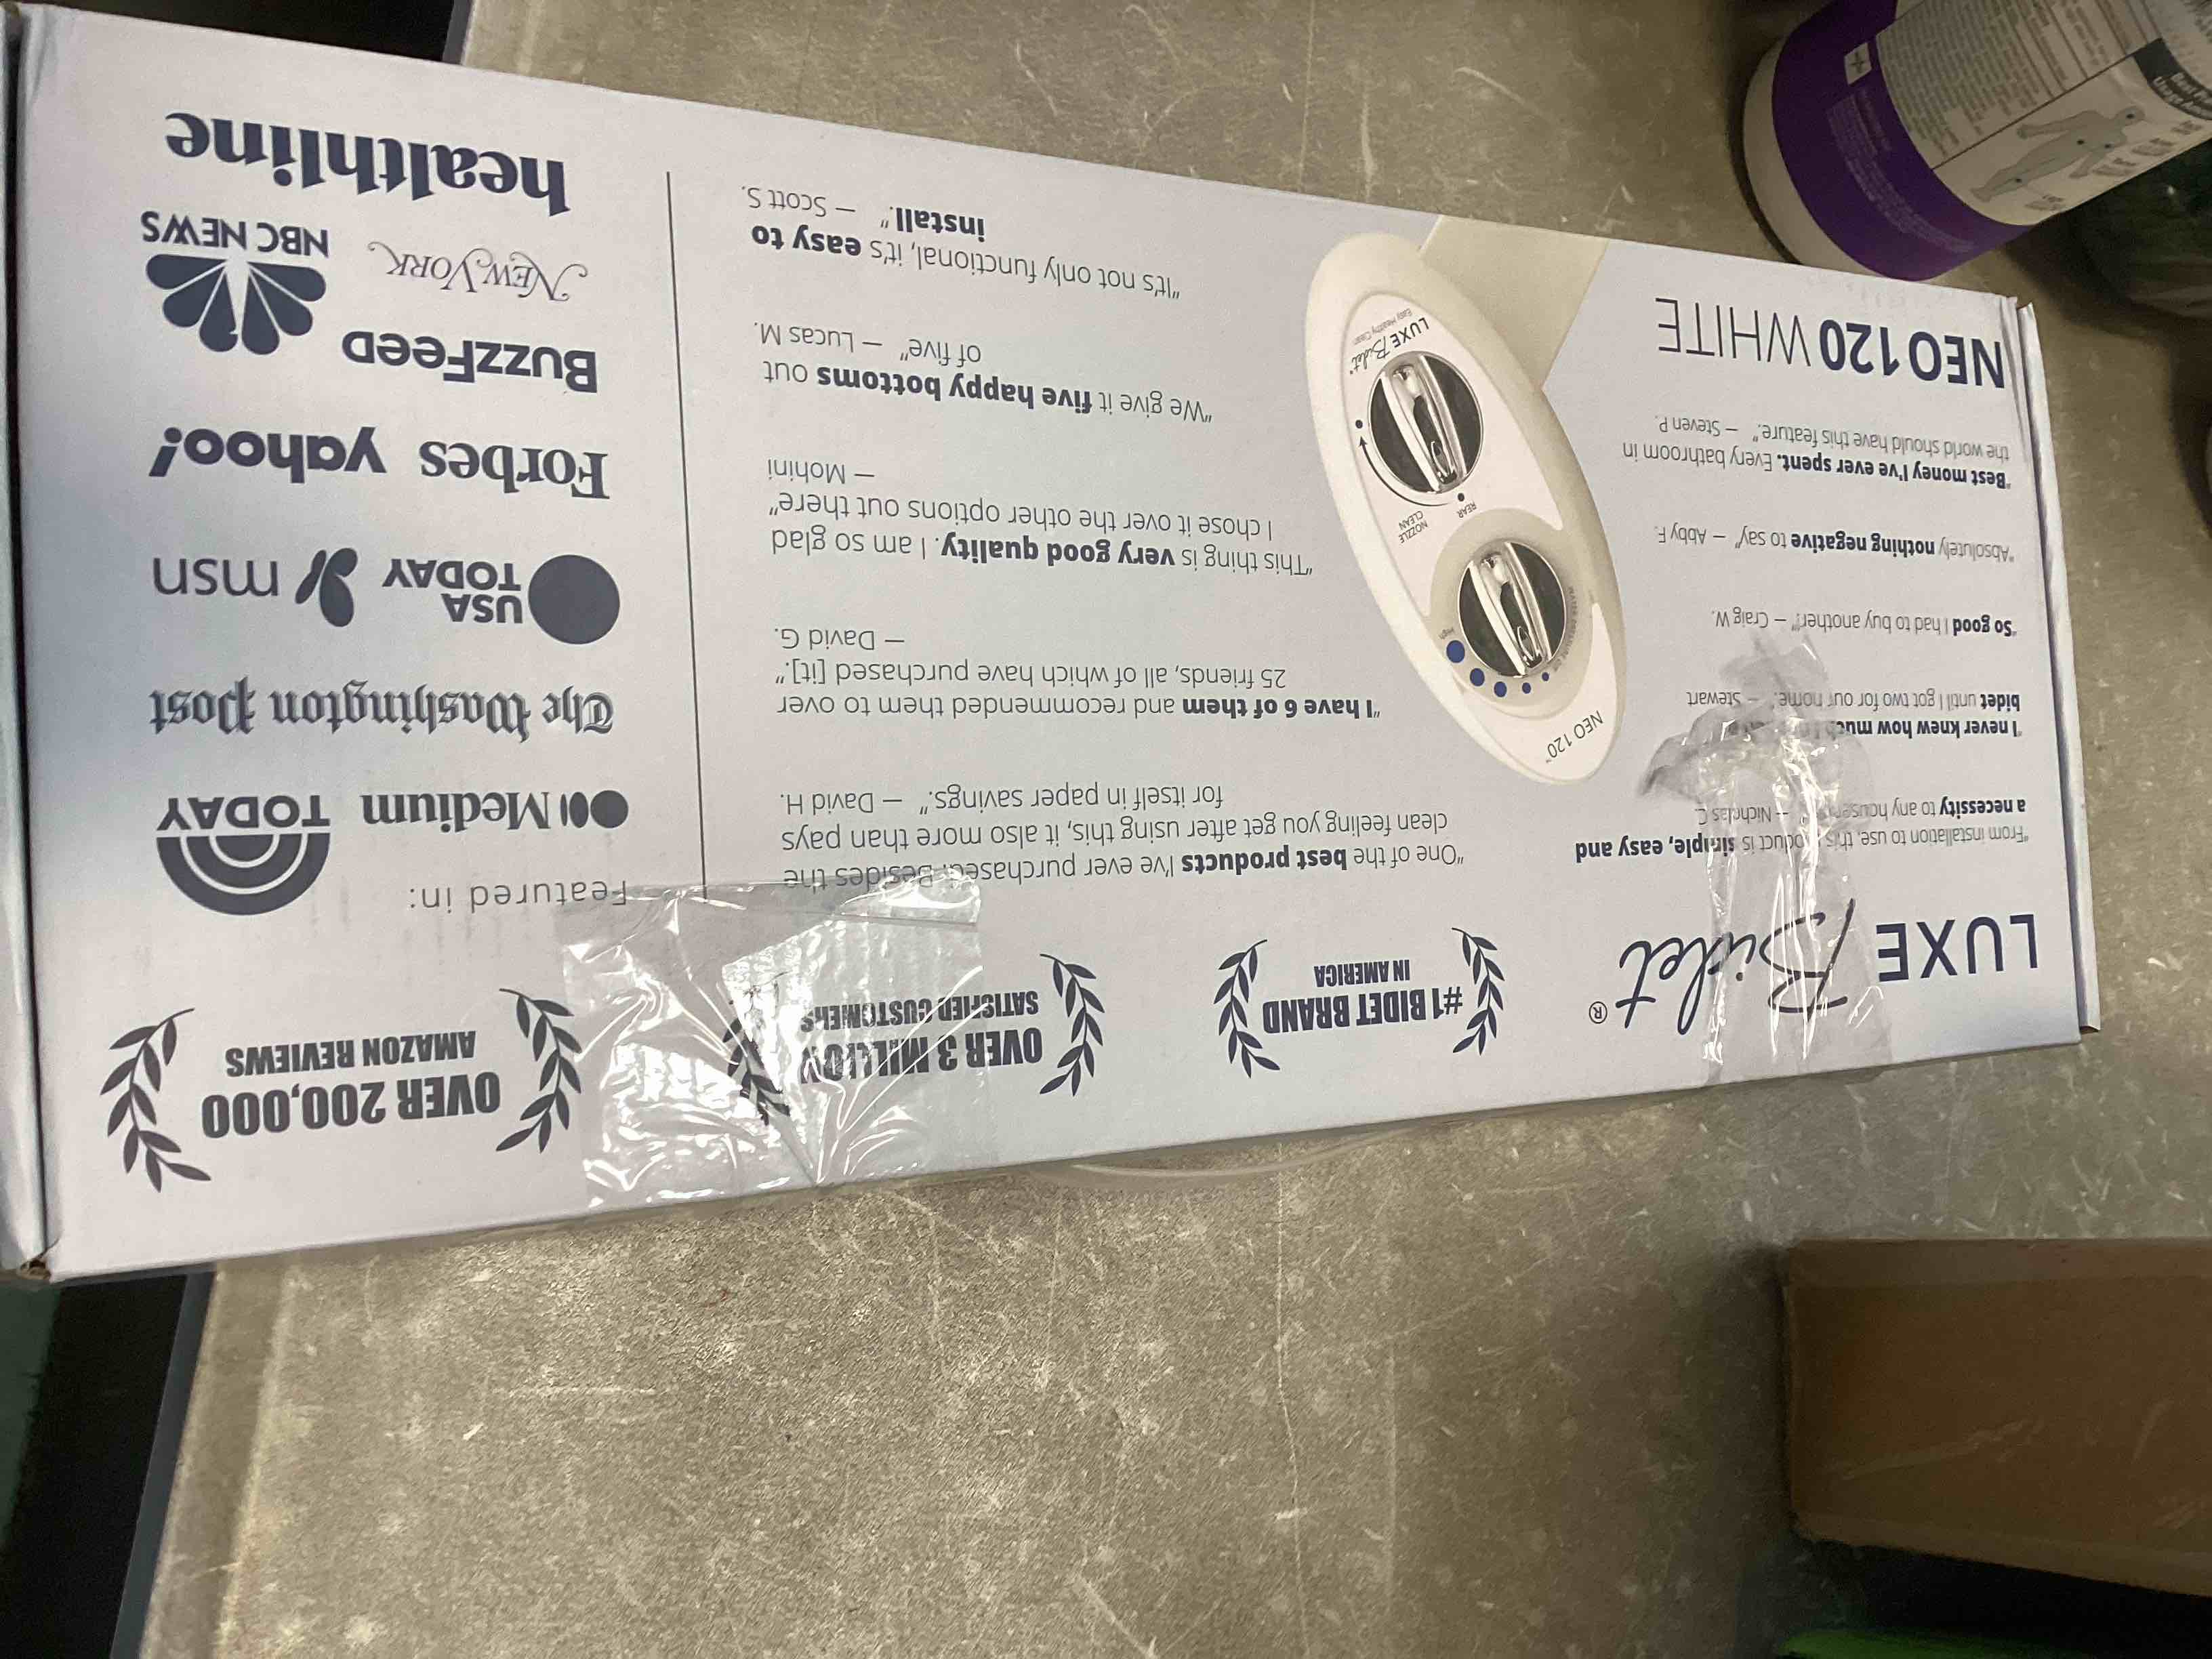 LUXE Bidet®
#1 BIDET BRAND
IN AMERICA
OVER 3 MILLION
SATISFIED CUSTOMERS
OVER 200,000
AMAZON REVIEWS
"From installation to use, this product is simple, easy and
a necessity to any — Nicholas C.
"I never knew how much I
bidet until I got two for our home." — Stewart
"So good I had to buy another!" — Craig W.
"Absolutely nothing negative to say" — Abby F.
"Best money I've ever spent. Every bathroom in
the world should have this feature." — Steven P.
NEO 120 WHITE
NEO 120™
High
REAR
NOZZLE
CLEAN
LUXE Bidet®
Easy Healthy Clean
"One of the best products I've ever purchased. Besides the
clean feeling you get after using this, it also more than pays
for itself in paper savings." — David H.
"I have 6 of them and recommended them to over
25 friends, all of which have purchased [it]."
— David G.
"This thing is very good quality. I am so glad
I chose it over the other options out there"
— Mohini
"We give it five happy bottoms out
of five" — Lucas M.
"It's not only functional, it's easy to
install." — Scott S.
Featured in:
Medium TODAY
The Washington Post
USA
TODAY
msn
Forbes yahoo!
BuzzFeed
NEW YORK
NBC NEWS
healthline